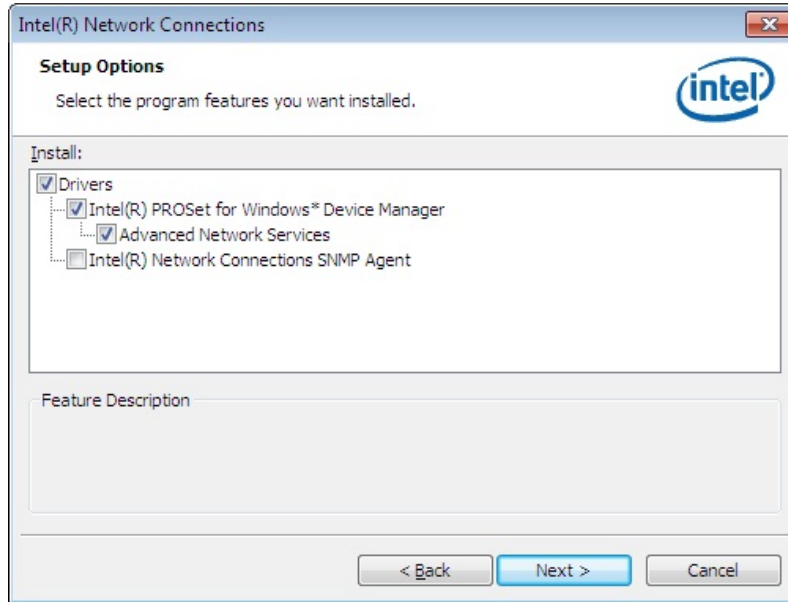 Intel(R) Network Connections
Setup Options
Select the program features you want installed.
intel
Install:
Drivers
Intel(R) PROSet for Windows* Device Manager
Advanced Network Services
Intel(R) Network Connections SNMP Agent
Feature Description
< Back
Next >
Cancel